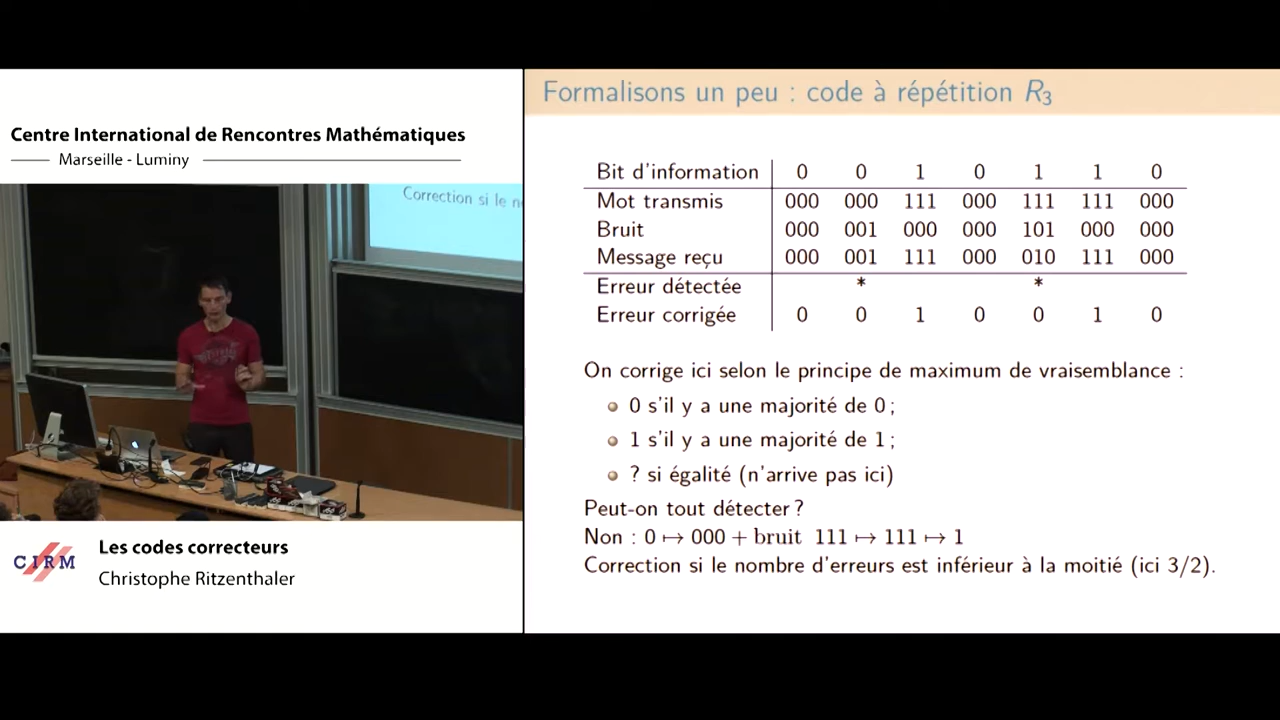 Centre International de Rencontres Mathématiques
Marseille - Luminy
Correction si le n
CIRM
Les codes correcteurs
Christophe Ritzenthaler
Formalisons un peu : code à répétition R₃
Bit d'information 0 0 1 0 1 1 0
Mot transmis 000 000 111 000 111 111 000
Bruit 000 001 000 000 101 000 000
Message reçu 000 001 111 000 010 111 000
Erreur détectée * *
Erreur corrigée 0 0 1 0 0 1 0
On corrige ici selon le principe de maximum de vraisemblance :
0 s'il y a une majorité de 0 ;
1 s'il y a une majorité de 1 ;
? si égalité (n'arrive pas ici)
Peut-on tout détecter ?
Non : 0 ↦ 000 + bruit 111 ↦ 111 ↦ 1
Correction si le nombre d'erreurs est inférieur à la moitié (ici 3/2).